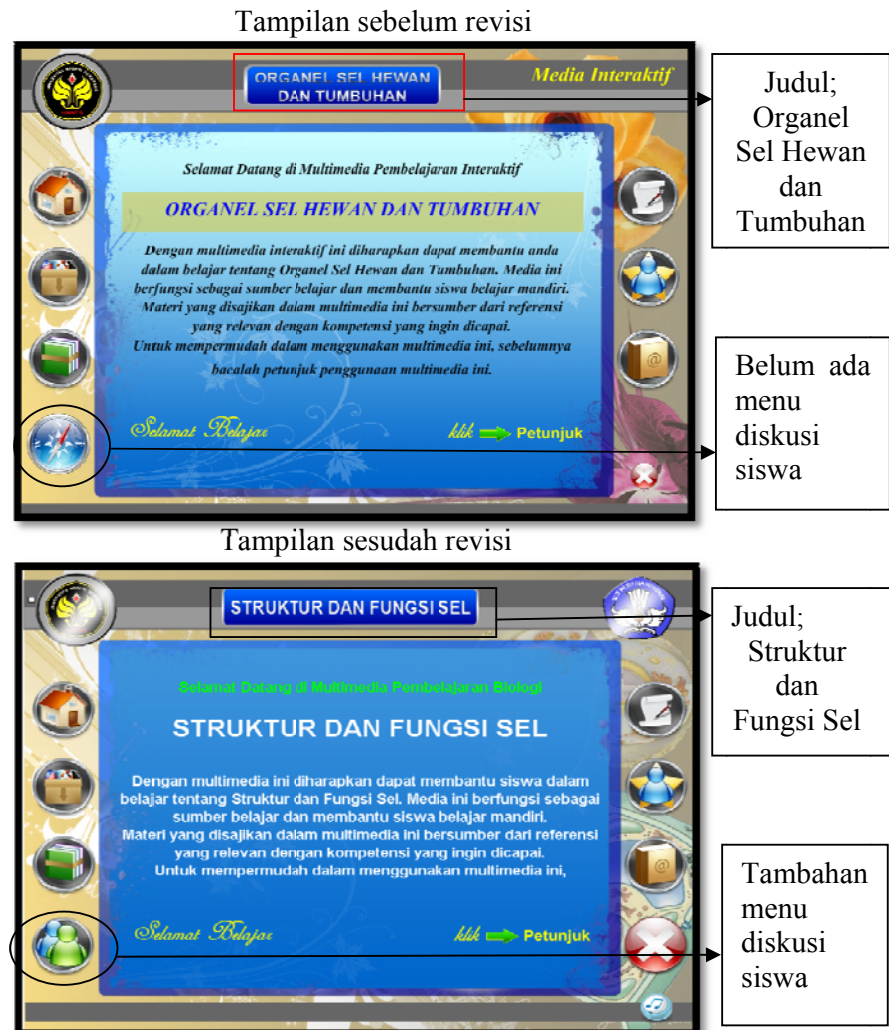 Tampilan sebelum revisi
ORGANEL SEL HEWAN
DAN TUMBUHAN
Media Interaktif
Selamat Datang di Multimedia Pembelajaran Interaktif
ORGANEL SEL HEWAN DAN TUMBUHAN
Dengan multimedia interaktif ini diharapkan dapat membantu anda
dalam belajar tentang Organel Sel Hewan dan Tumbuhan. Media ini
berfungsi sebagai sumber belajar dan membantu siswa belajar mandiri.
Materi yang disajikan dalam multimedia ini bersumber dari referensi
yang relevan dengan kompetensi yang ingin dicapai.
Untuk mempermudah dalam menggunakan multimedia ini, sebelumnya
bacalah petunjuk penggunaan multimedia ini.
Selamat Belajar
klik Petunjuk
Judul;
Organel
Sel Hewan
dan
Tumbuhan
Belum ada
menu
diskusi
siswa
Tampilan sesudah revisi
STRUKTUR DAN FUNGSI SEL
Selamat Datang di Multimedia Pembelajaran Biologi
STRUKTUR DAN FUNGSI SEL
Dengan multimedia ini diharapkan dapat membantu siswa dalam
belajar tentang Struktur dan Fungsi Sel. Media ini berfungsi sebagai
sumber belajar dan membantu siswa belajar mandiri.
Materi yang disajikan dalam multimedia ini bersumber dari referensi
yang relevan dengan kompetensi yang ingin dicapai.
Untuk mempermudah dalam menggunakan multimedia ini,
Selamat Belajar
klik Petunjuk
Judul;
Struktur
dan
Fungsi Sel
Tambahan
menu
diskusi
siswa